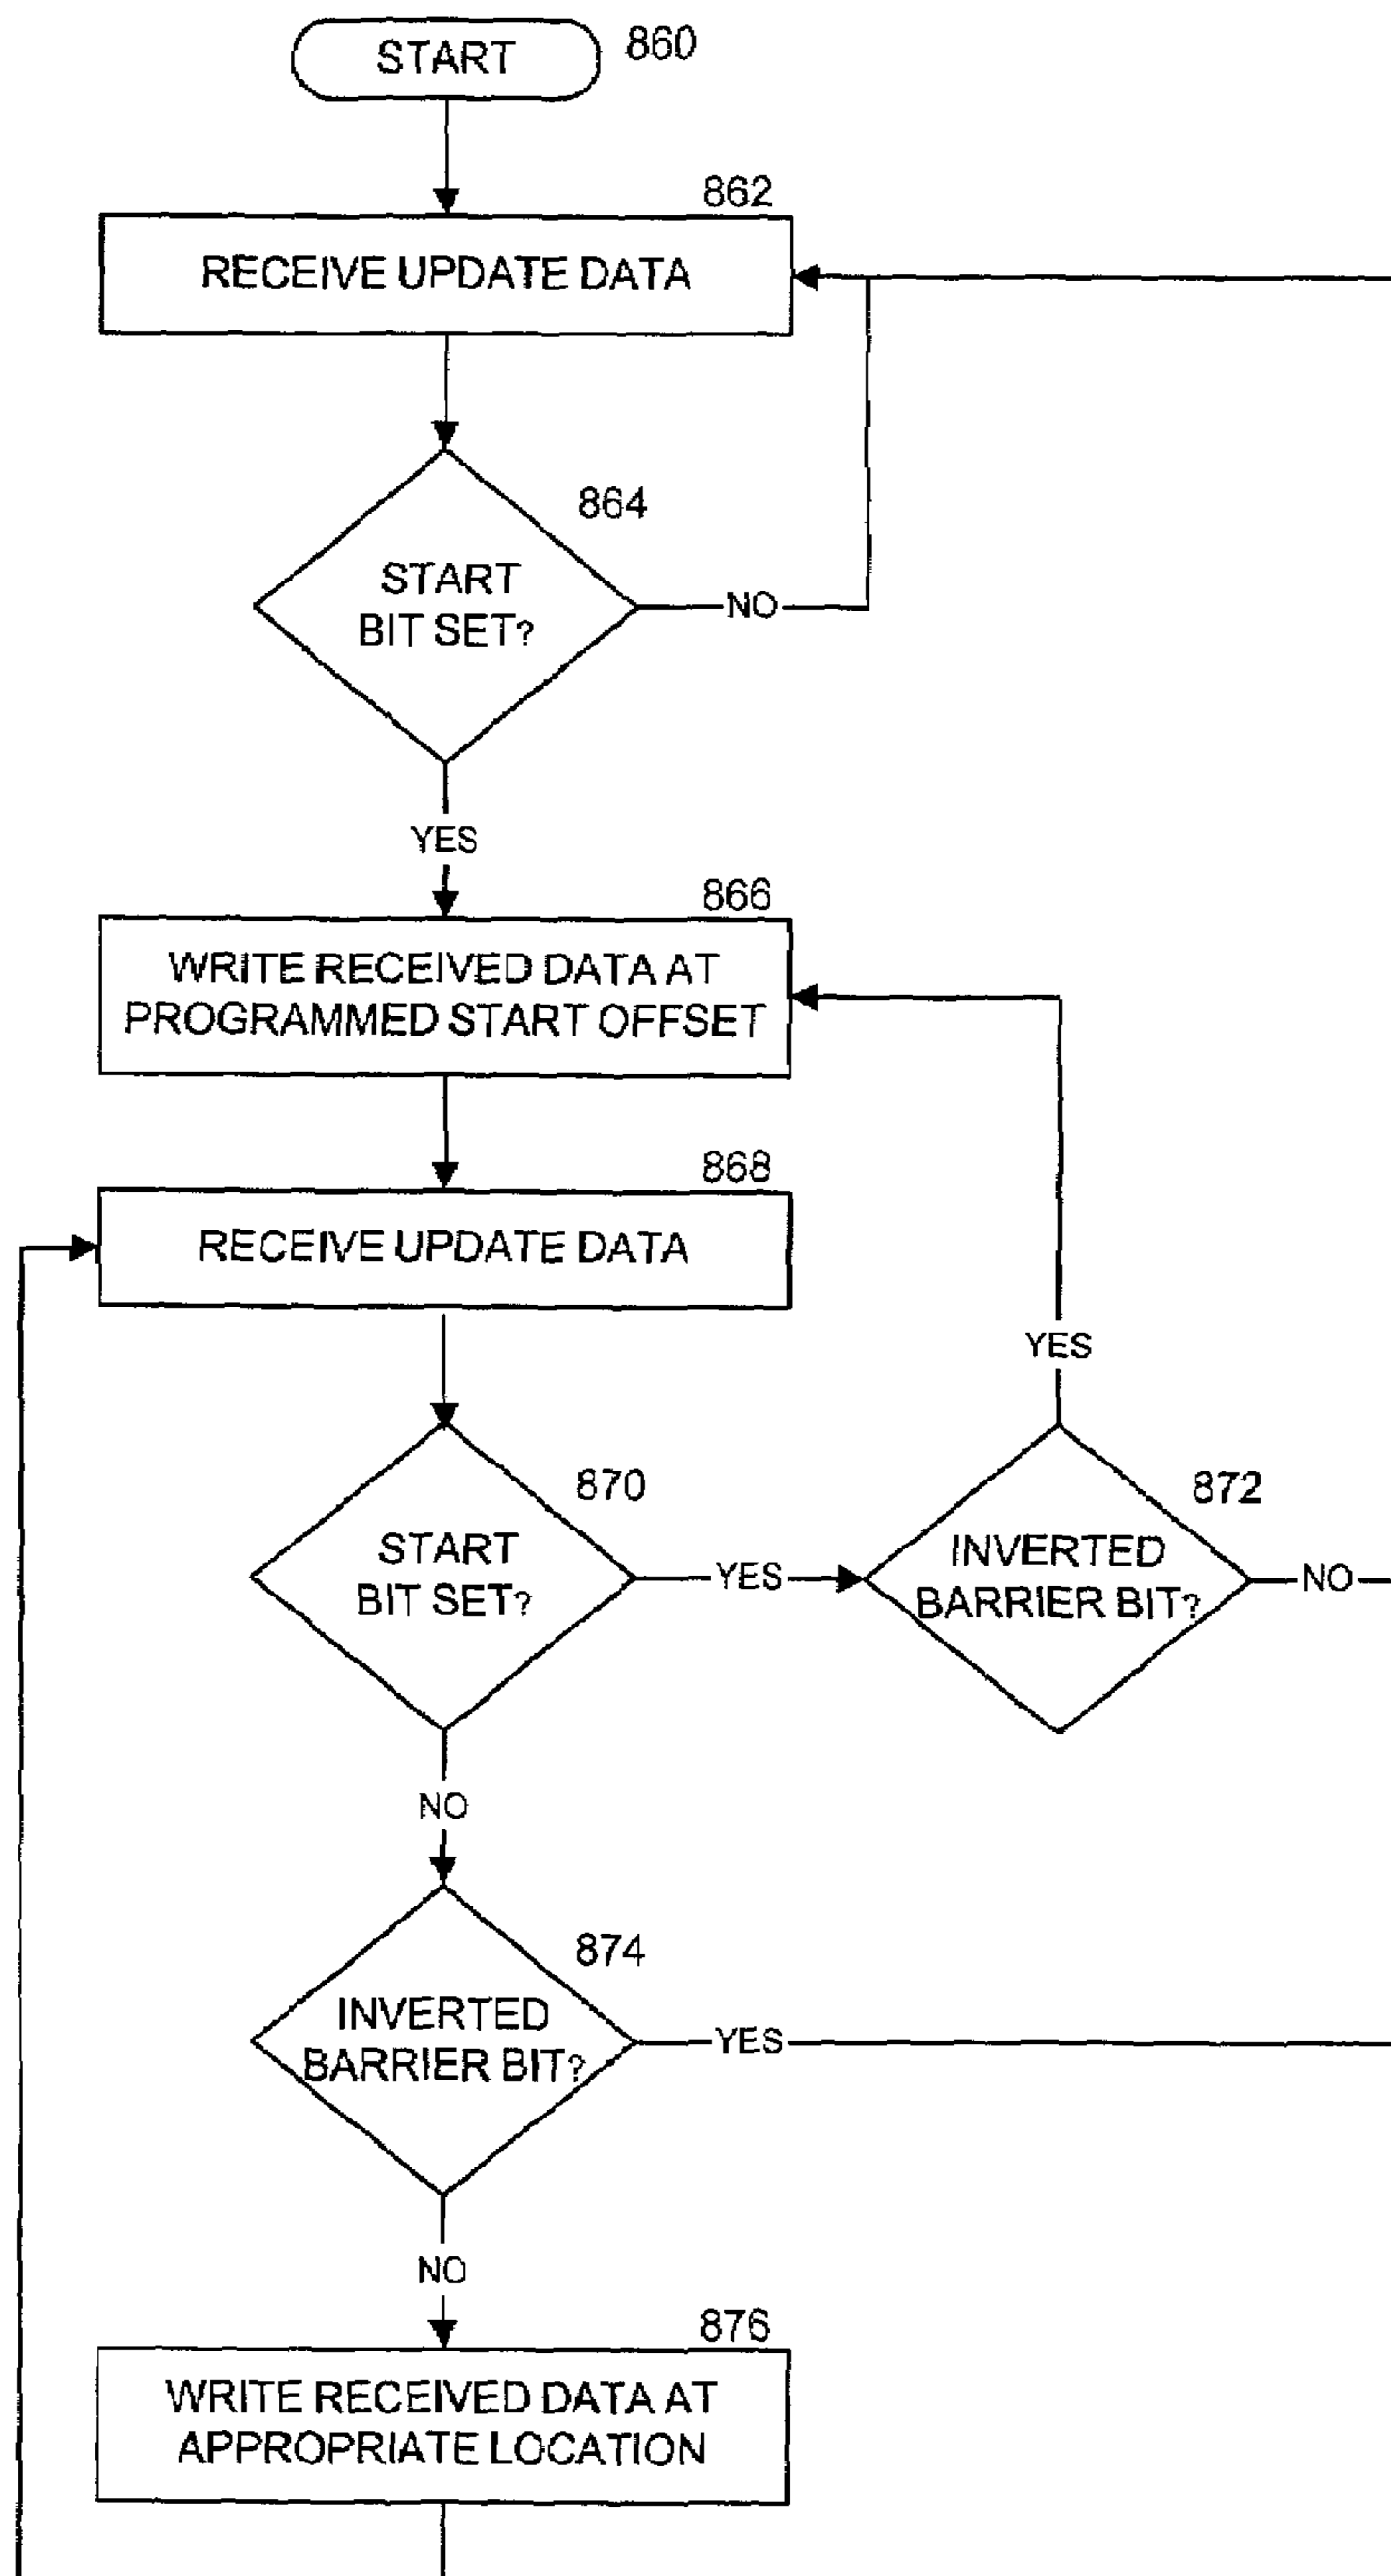 START
860
862
RECEIVE UPDATE DATA
864
START
BIT SET?
NO
YES
866
WRITE RECEIVED DATA AT
PROGRAMMED START OFFSET
868
RECEIVE UPDATE DATA
YES
870
START
BIT SET?
YES
872
INVERTED
BARRIER BIT?
NO
NO
874
INVERTED
BARRIER BIT?
YES
NO
876
WRITE RECEIVED DATA AT
APPROPRIATE LOCATION